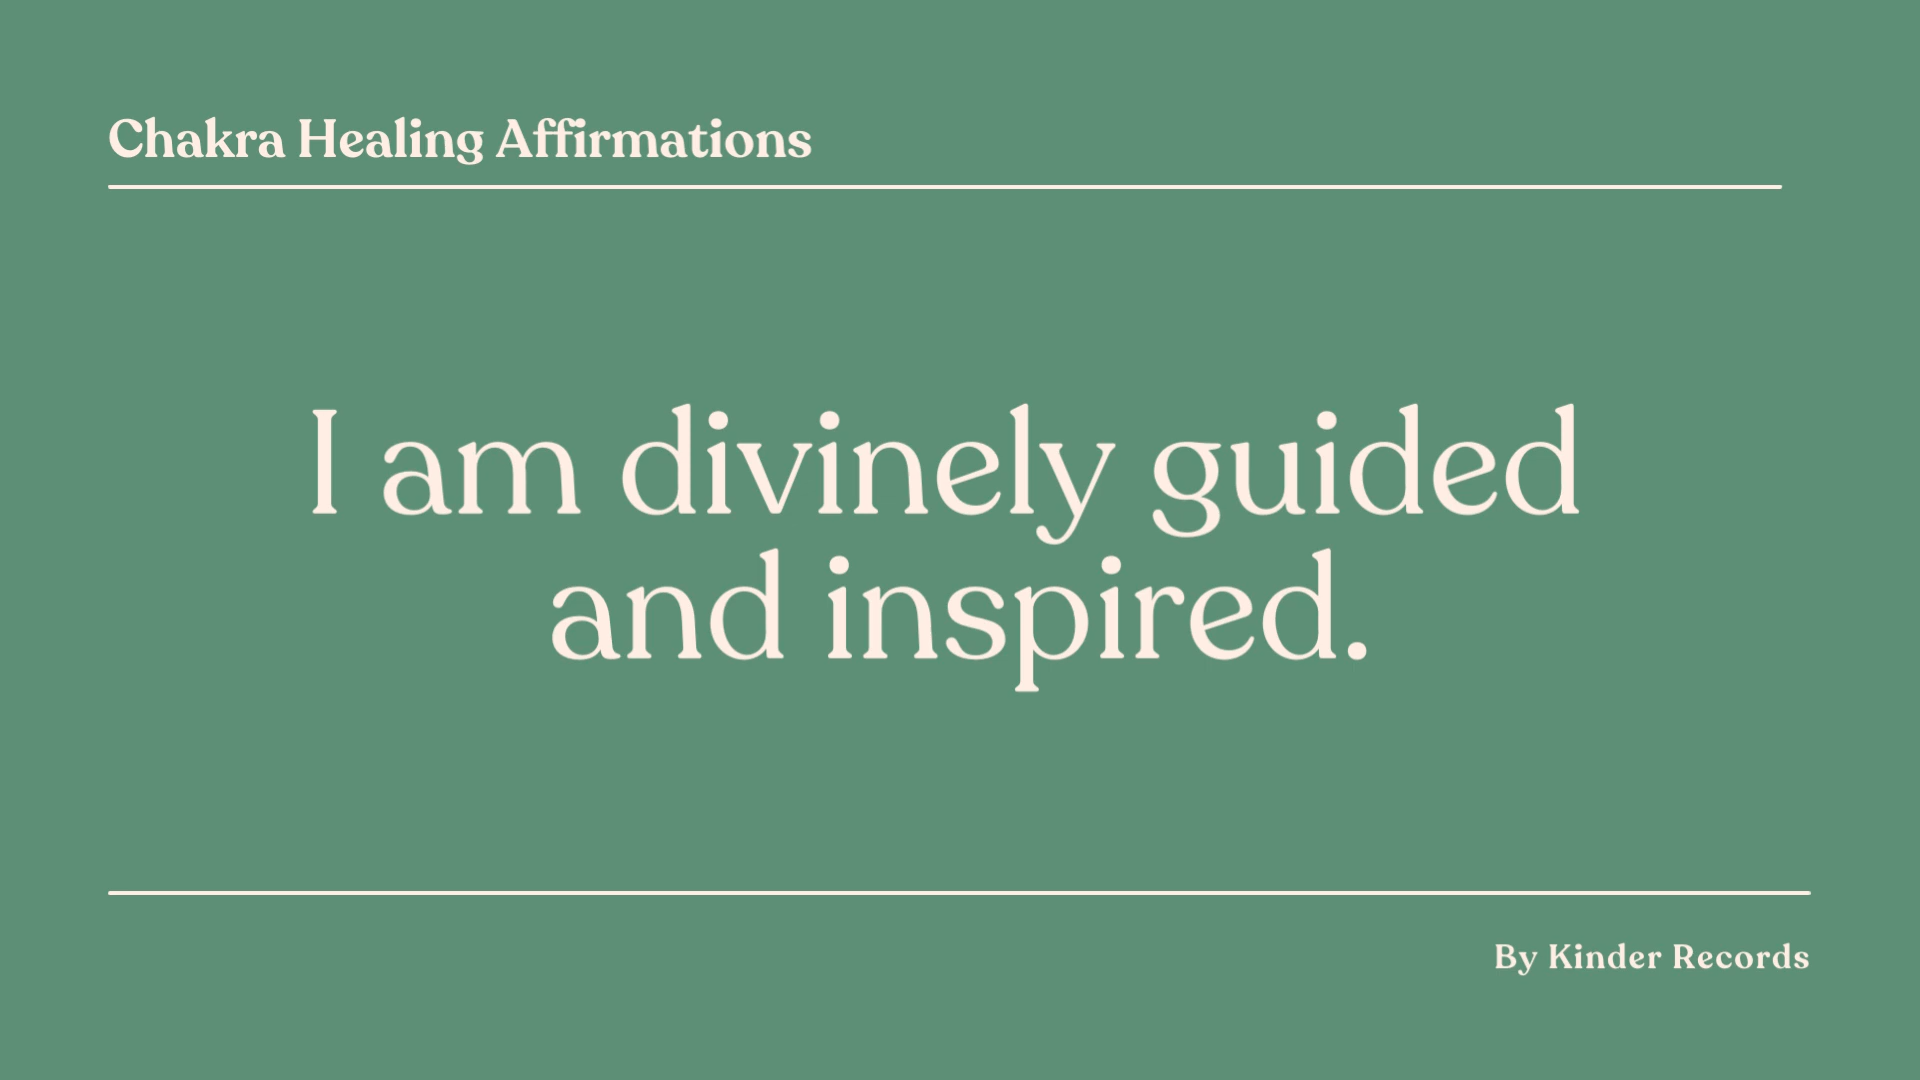 Chakra Healing Affirmations
I am divinely guided
and inspired.
By Kinder Records